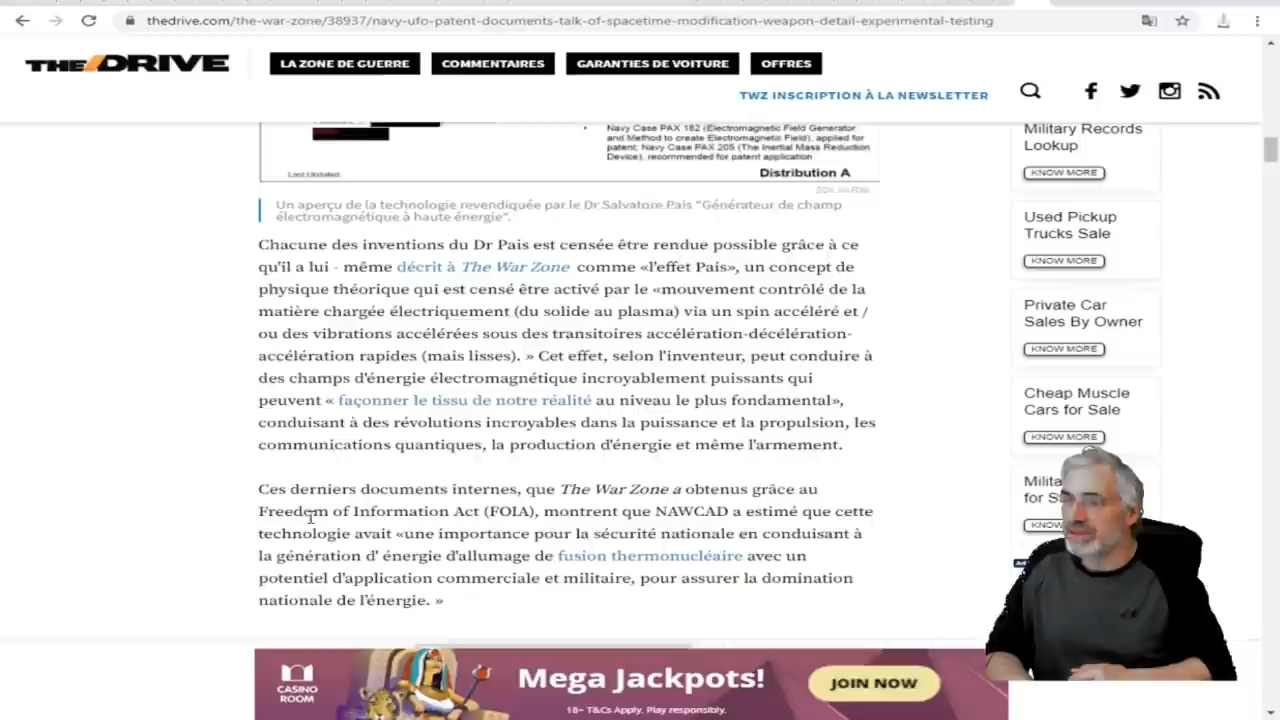 thedrive.com/the-war-zone/38937/navy-ufo-patent-documents-talk-of-spacetime-modification-weapon-detail-experimental-testing
THE/DRIVE
LA ZONE DE GUERRE
COMMENTAIRES
GARANTIES DE VOITURE
OFFRES
TWZ INSCRIPTION À LA NEWSLETTER
Navy Case PAX 182 (Electromagnetic Field Generator
and Method to create Electromagnetic Field), applied for
patent; Navy Case PAX 205 (The Inertial Mass Reduction
Device), recommended for patent application
Last Updated
Distribution A
Un aperçu de la technologie revendiquée par le Dr Salvatore Pais "Générateur de champ
électromagnétique à haute énergie".
Chacune des inventions du Dr Pais est censée être rendue possible grâce à ce
qu'il a lui - même décrit à The War Zone comme «l'effet Pais», un concept de
physique théorique qui est censé être activé par le «mouvement contrôlé de la
matière chargée électriquement (du solide au plasma) via un spin accéléré et /
ou des vibrations accélérées sous des transitoires accélération-décélération-
accélération rapides (mais lisses). » Cet effet, selon l'inventeur, peut conduire à
des champs d'énergie électromagnétique incroyablement puissants qui
peuvent « façonner le tissu de notre réalité au niveau le plus fondamental»,
conduisant à des révolutions incroyables dans la puissance et la propulsion, les
communications quantiques, la production d'énergie et même l'armement.
Ces derniers documents internes, que The War Zone a obtenus grâce au
Freedom of Information Act (FOIA), montrent que NAWCAD a estimé que cette
technologie avait «une importance pour la sécurité nationale en conduisant à
la génération d' énergie d'allumage de fusion thermonucléaire avec un
potentiel d'application commerciale et militaire, pour assurer la domination
nationale de l'énergie. »
Military Records
Lookup
KNOW MORE
Used Pickup
Trucks Sale
KNOW MORE
Private Car
Sales By Owner
KNOW MORE
Cheap Muscle
Cars for Sale
KNOW MORE
Milita
for S
KNOW
CASINO
ROOM
Mega Jackpots!
18+ T&Cs Apply. Play responsibly.
JOIN NOW